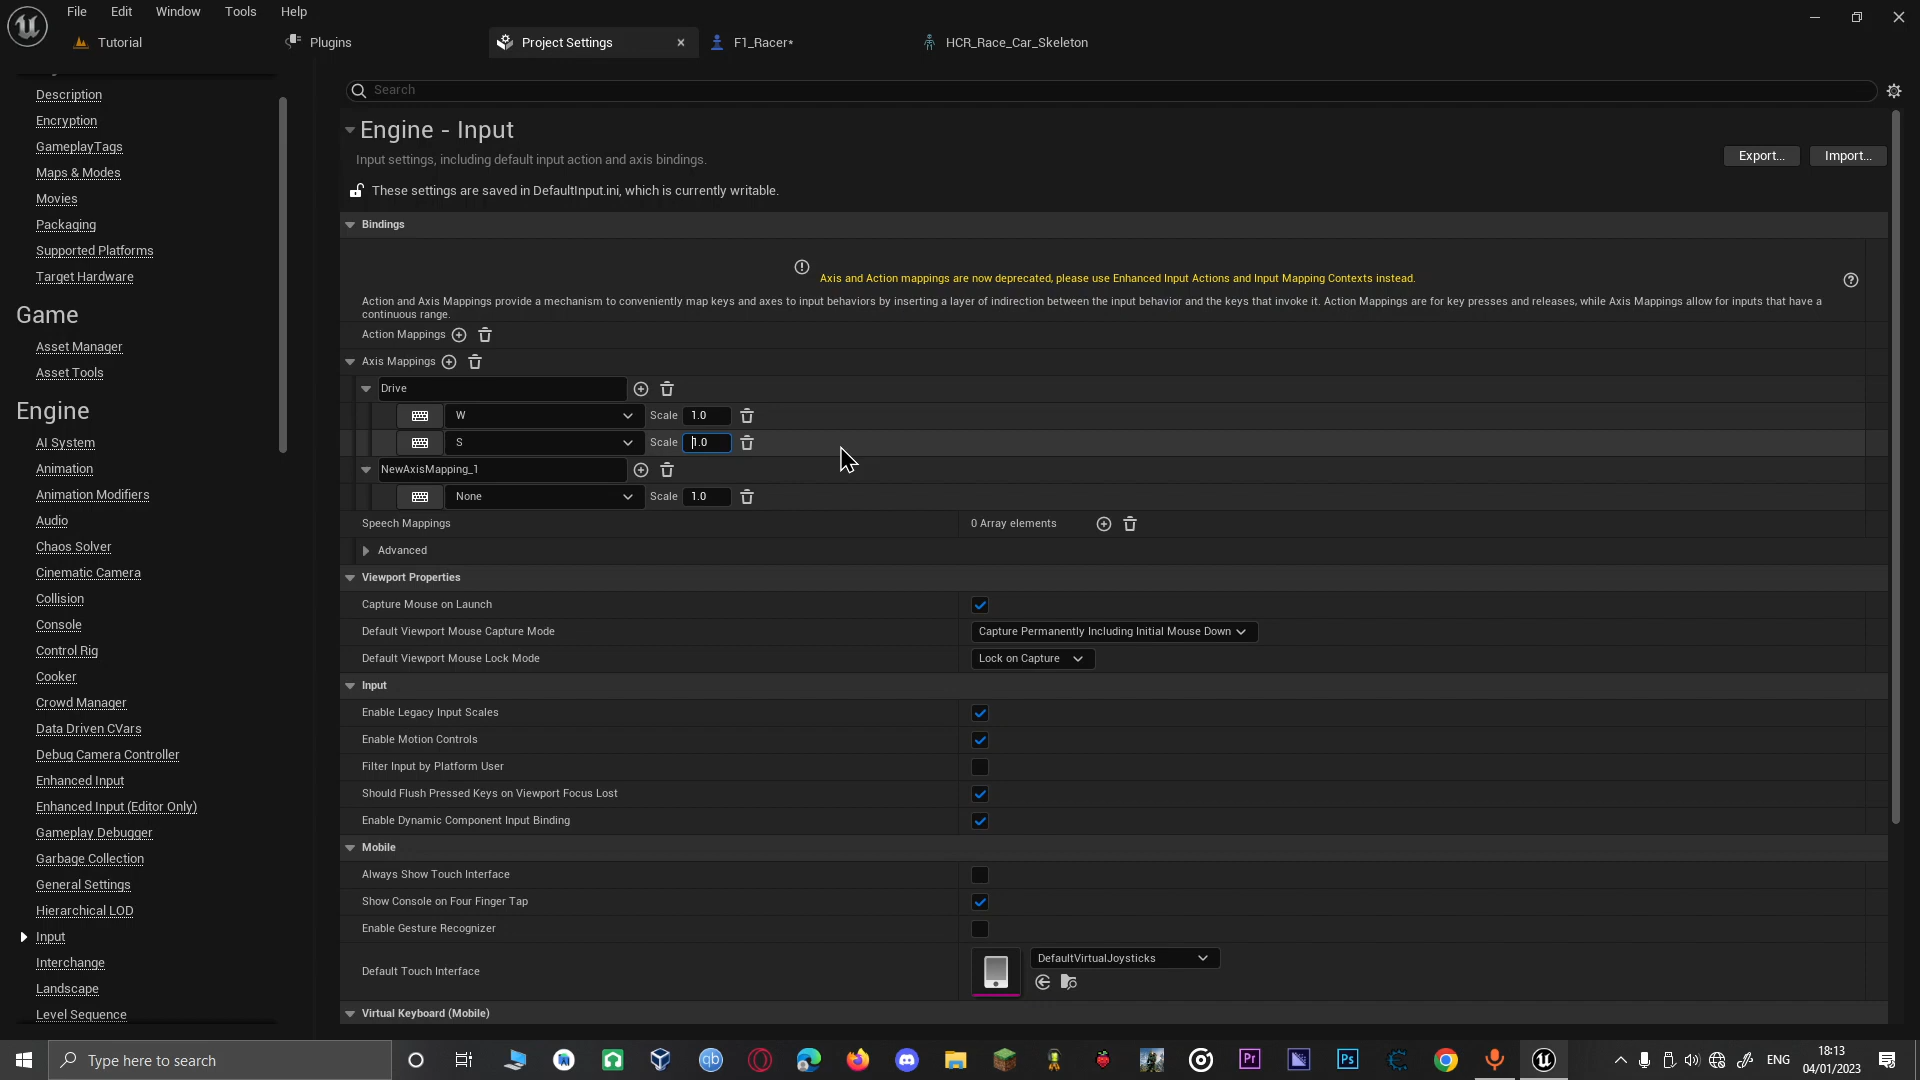 File Edit Window Tools Help
Tutorial Plugins Project Settings F1_Racer* HCR_Race_Car_Skeleton
Description
Encryption
GameplayTags
Maps & Modes
Movies
Packaging
Supported Platforms
Target Hardware
Game
Asset Manager
Asset Tools
Engine
AI System
Animation
Animation Modifiers
Audio
Chaos Solver
Cinematic Camera
Collision
Console
Control Rig
Cooker
Crowd Manager
Data Driven CVars
Debug Camera Controller
Enhanced Input
Enhanced Input (Editor Only)
Gameplay Debugger
Garbage Collection
General Settings
Hierarchical LOD
Input
Interchange
Landscape
Level Sequence
Search
Engine - Input
Input settings, including default input action and axis bindings.
Export... Import...
These settings are saved in DefaultInput.ini, which is currently writable.
Bindings
Axis and Action mappings are now deprecated, please use Enhanced Input Actions and Input Mapping Contexts instead.
Action and Axis Mappings provide a mechanism to conveniently map keys and axes to input behaviors by inserting a layer of indirection between the input behavior and the keys that invoke it. Action Mappings are for key presses and releases, while Axis Mappings allow for inputs that have a
continuous range.
Action Mappings
Axis Mappings
Drive
W Scale 1.0
S Scale 1.0
NewAxisMapping_1
None Scale 1.0
Speech Mappings 0 Array elements
Advanced
Viewport Properties
Capture Mouse on Launch
Default Viewport Mouse Capture Mode Capture Permanently Including Initial Mouse Down
Default Viewport Mouse Lock Mode Lock on Capture
Input
Enable Legacy Input Scales
Enable Motion Controls
Filter Input by Platform User
Should Flush Pressed Keys on Viewport Focus Lost
Enable Dynamic Component Input Binding
Mobile
Always Show Touch Interface
Show Console on Four Finger Tap
Enable Gesture Recognizer
Default Touch Interface DefaultVirtualJoysticks
Virtual Keyboard (Mobile)
Type here to search
qb
Pr
Ps
ENG
18:13
04/01/2023